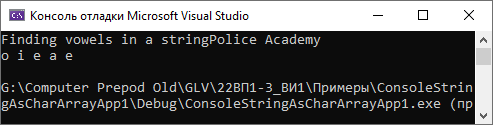 Консоль отладки Microsoft Visual Studio
Finding vowels in a stringPolice Academy
o i e a e
G:\Computer Prepod Old\GLV\22ВП1-3_ВИ1\Примеры\ConsoleStrin
gAsCharArrayApp1\Debug\ConsoleStringAsCharArrayApp1.exe (пр